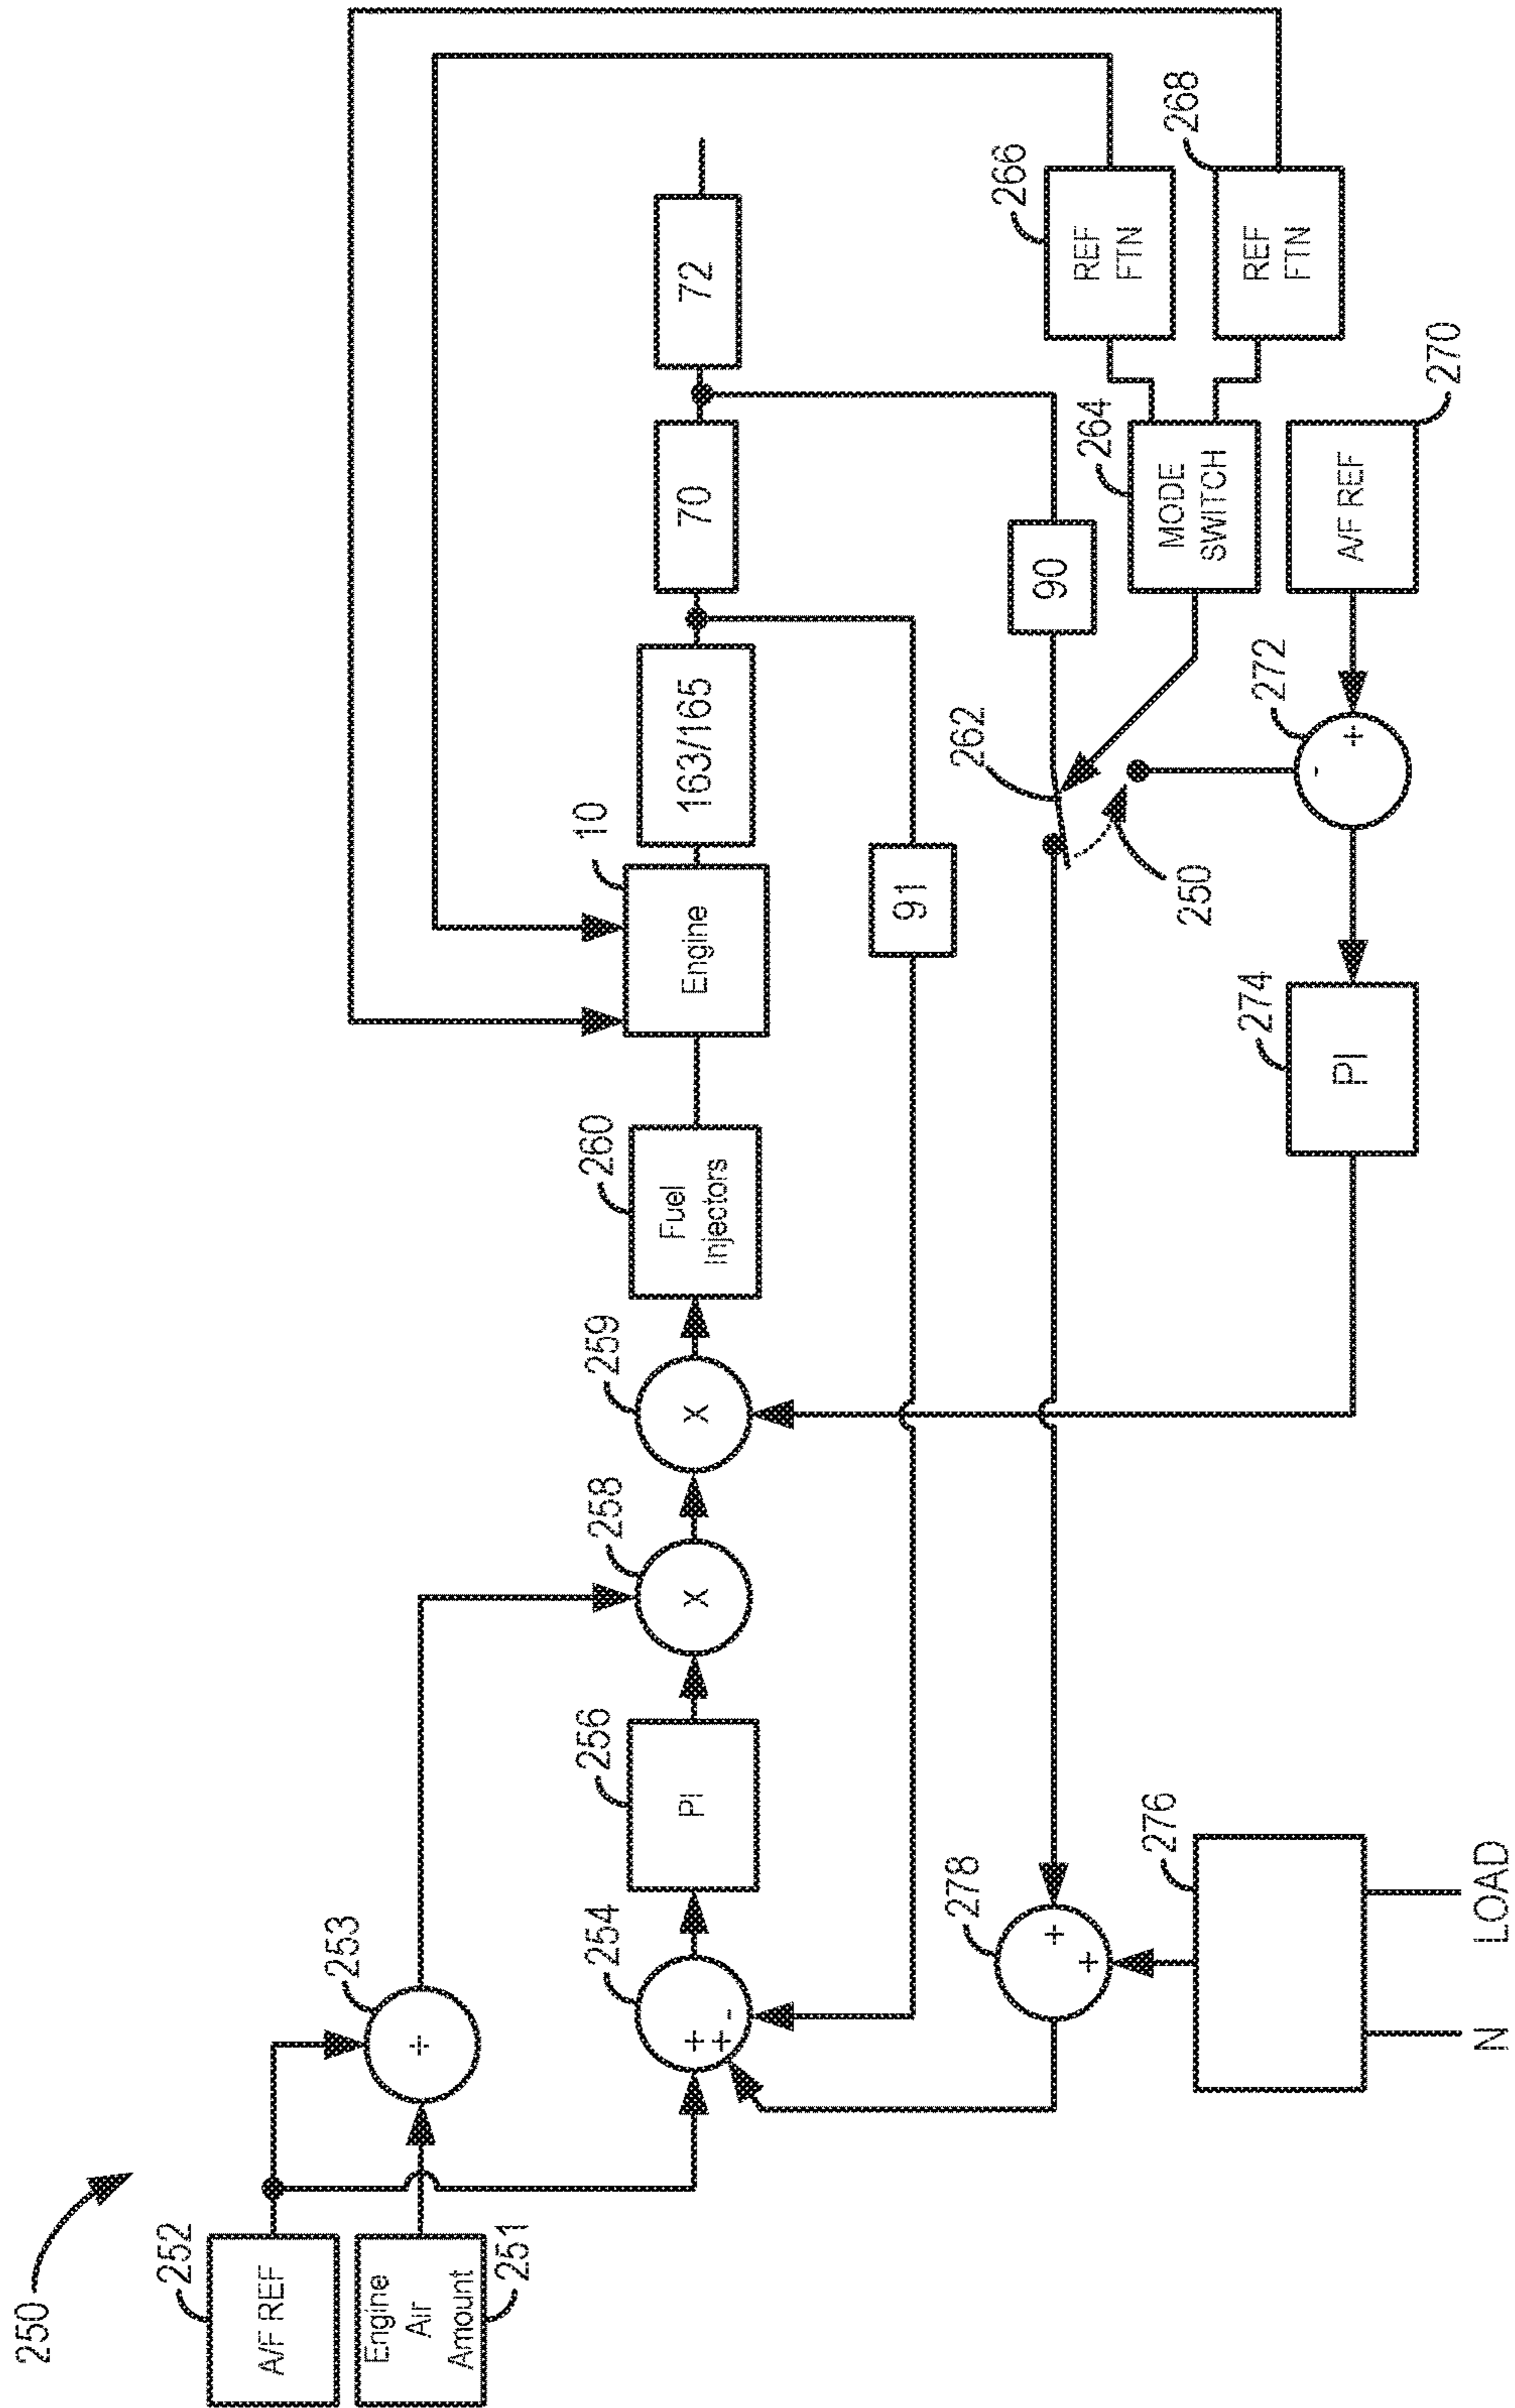 250
252
A/F REF
Engine
Air
Amount
251
253
÷
254
+
+
-
256
PI
258
X
259
X
260
Fuel
Injectors
10
Engine
163/165
70
72
91
90
262
250
264
MODE
SWITCH
266
REF
FTN
268
REF
FTN
270
A/F REF
272
+
-
274
PI
278
+
+
276
N
LOAD